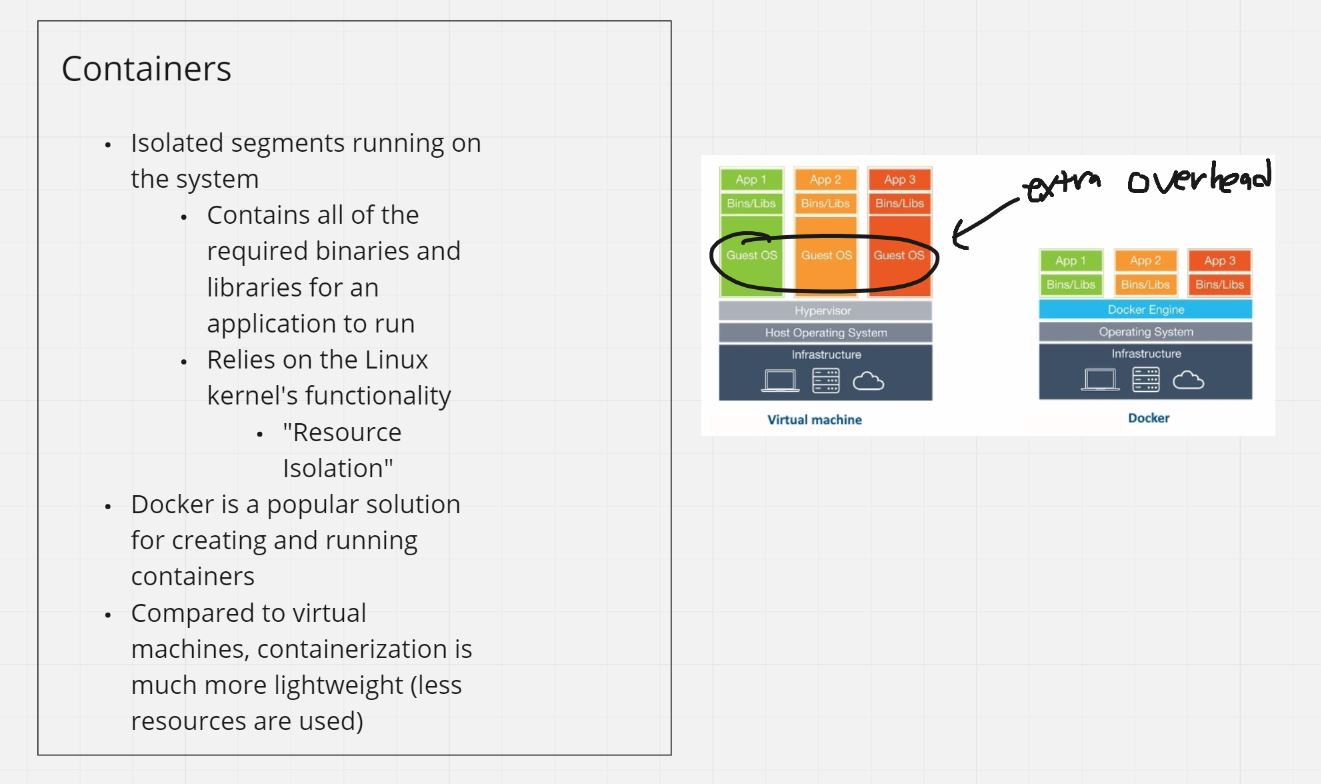 Containers
Isolated segments running on
the system
Contains all of the
required binaries and
libraries for an
application to run
Relies on the Linux
kernel's functionality
"Resource
Isolation"
Docker is a popular solution
for creating and running
containers
Compared to virtual
machines, containerization is
much more lightweight (less
resources are used)
extra overhead
App 1 App 2 App 3
Bins/Libs Bins/Libs Bins/Libs
Guest OS Guest OS Guest OS
Hypervisor
Host Operating System
Infrastructure
Virtual machine
App 1 App 2 App 3
Bins/Libs Bins/Libs Bins/Libs
Docker Engine
Operating System
Infrastructure
Docker